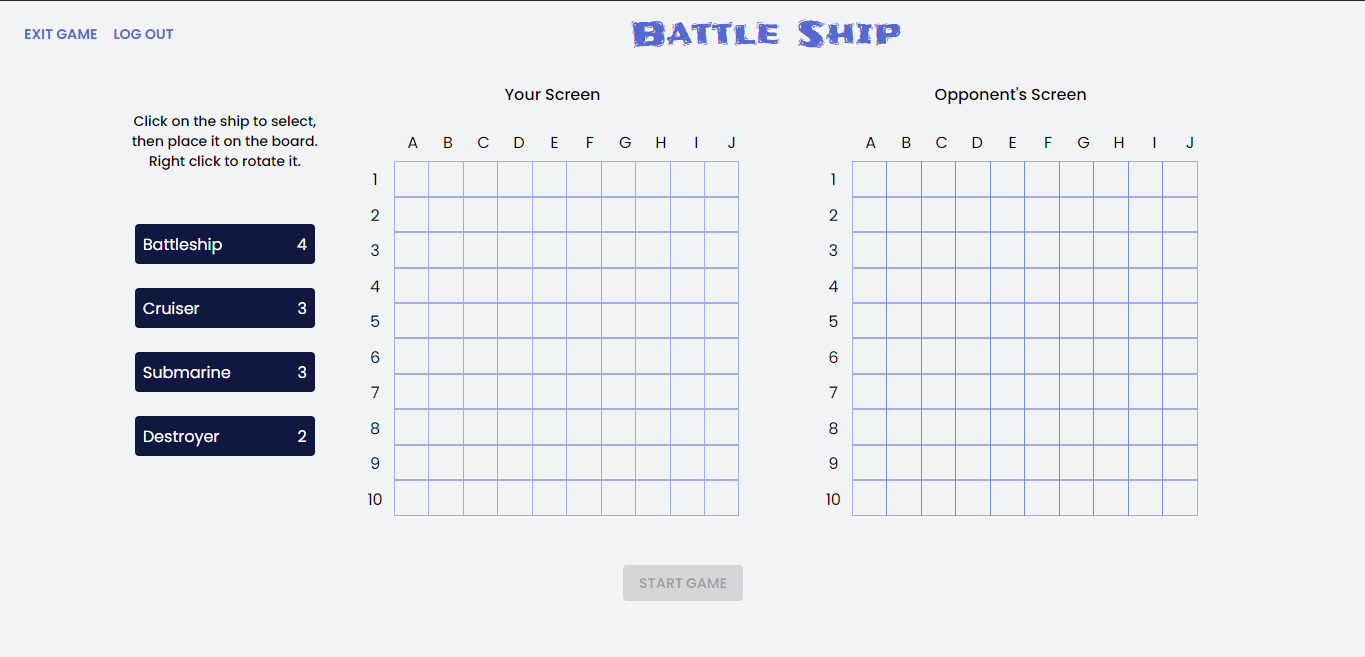 EXIT GAME LOG OUT
Battle Ship
Click on the ship to select,
then place it on the board.
Right click to rotate it.
Battleship 4
Cruiser 3
Submarine 3
Destroyer 2
Your Screen
A B C D E F G H I J
1
2
3
4
5
6
7
8
9
10
Opponent's Screen
A B C D E F G H I J
1
2
3
4
5
6
7
8
9
10
START GAME